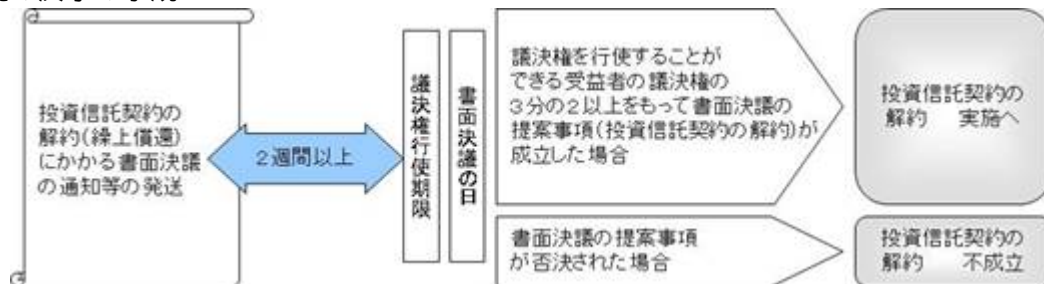 投資信託契約の
解約(繰上償還)
にかかる書面決議
の通知等の発送
2週間以上
議決権行使期限
書面決議の日
議決権を行使することが
できる受益者の議決権の
3分の2以上をもって書面決議の
提案事項(投資信託契約の解約)が
成立した場合
投資信託契約の
解約 実施へ
書面決議の提案事項
が否決された場合
投資信託契約の
解約 不成立